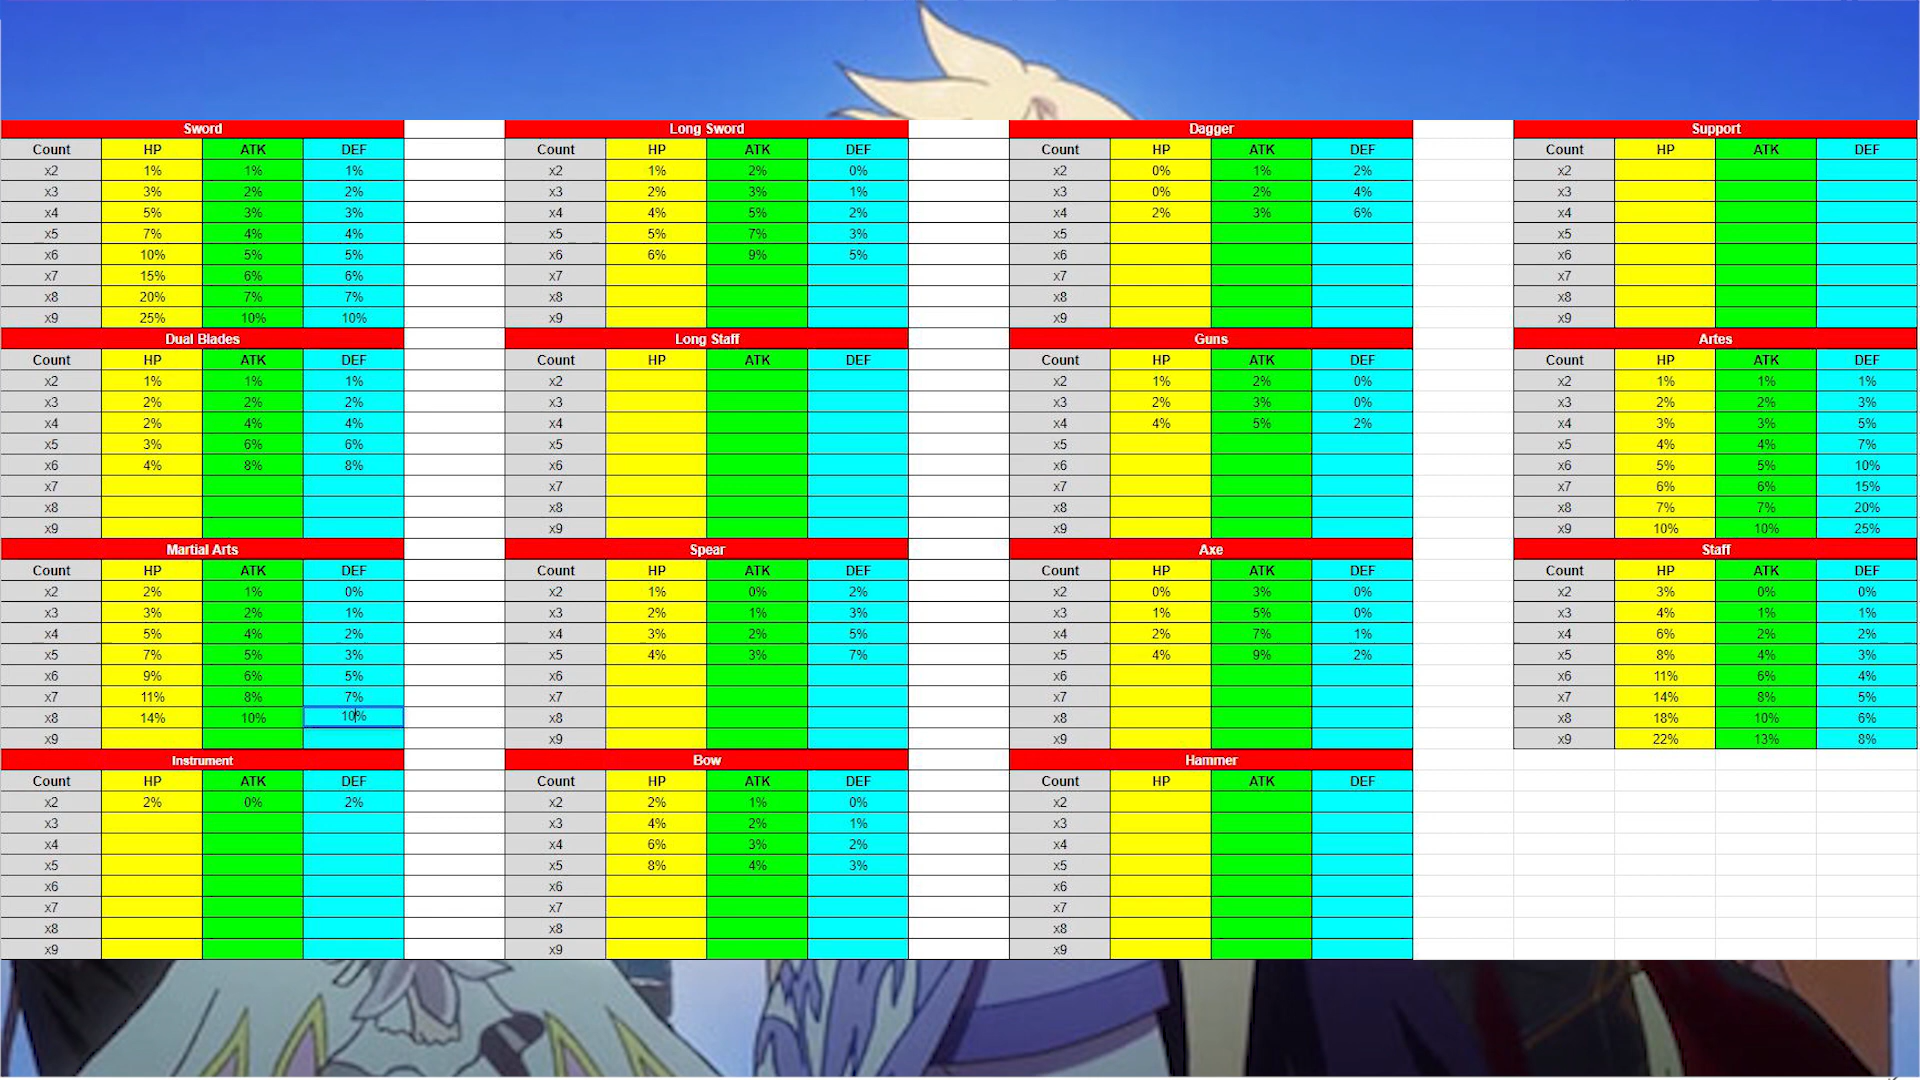 Sword Long Sword Dagger Support
Count HP ATK DEF Count HP ATK DEF Count HP ATK DEF Count HP ATK DEF
x2 1% 1% 1% x2 1% 2% 0% x2 0% 1% 2% x2
x3 3% 2% 2% x3 2% 3% 1% x3 0% 2% 4% x3
x4 5% 3% 3% x4 4% 5% 2% x4 2% 3% 6% x4
x5 7% 4% 4% x5 5% 7% 3% x5 x5
x6 10% 5% 5% x6 6% 9% 5% x6 x6
x7 15% 6% 6% x7 x7 x7
x8 20% 7% 7% x8 x8 x8
x9 25% 10% 10% x9 x9 x9
Dual Blades Long Staff Guns Artes
Count HP ATK DEF Count HP ATK DEF Count HP ATK DEF Count HP ATK DEF
x2 1% 1% 1% x2 x2 1% 2% 0% x2 1% 1% 1%
x3 2% 2% 2% x3 x3 2% 3% 0% x3 2% 2% 3%
x4 2% 4% 4% x4 x4 4% 5% 2% x4 3% 3% 5%
x5 3% 6% 6% x5 x5 x5 4% 4% 7%
x6 4% 8% 8% x6 x6 x6 5% 5% 10%
x7 x7 x7 x7 6% 6% 15%
x8 x8 x8 x8 7% 7% 20%
x9 x9 x9 x9 10% 10% 25%
Martial Arts Spear Axe Staff
Count HP ATK DEF Count HP ATK DEF Count HP ATK DEF Count HP ATK DEF
x2 2% 1% 0% x2 1% 0% 2% x2 0% 3% 0% x2 3% 0% 0%
x3 3% 2% 1% x3 2% 1% 3% x3 1% 5% 0% x3 4% 1% 1%
x4 5% 4% 2% x4 3% 2% 5% x4 2% 7% 1% x4 6% 2% 2%
x5 7% 5% 3% x5 4% 3% 7% x5 4% 9% 2% x5 8% 4% 3%
x6 9% 6% 5% x6 x6 x6 11% 6% 4%
x7 11% 8% 7% x7 x7 x7 14% 8% 5%
x8 14% 10% 10% x8 x8 x8 18% 10% 6%
x9 x9 x9 x9 22% 13% 8%
Instrument Bow Hammer
Count HP ATK DEF Count HP ATK DEF Count HP ATK DEF
x2 2% 0% 2% x2 2% 1% 0% x2
x3 x3 4% 2% 1% x3
x4 x4 6% 3% 2% x4
x5 x5 8% 4% 3% x5
x6 x6 x6
x7 x7 x7
x8 x8 x8
x9 x9 x9